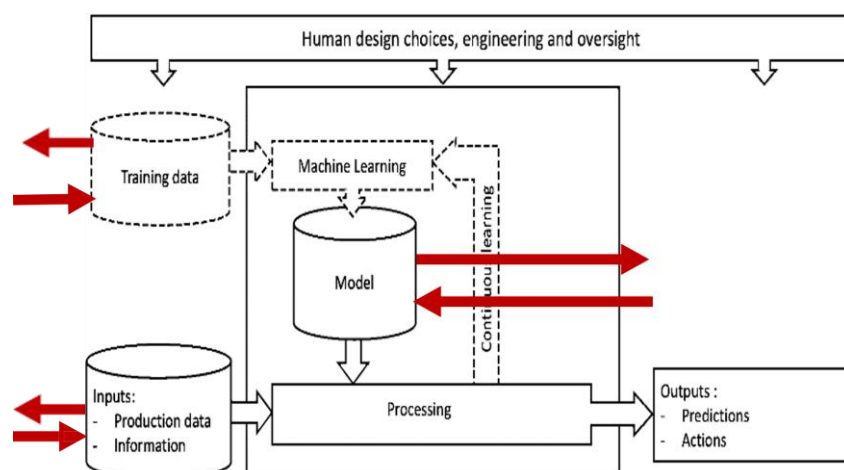 Human design choices, engineering and oversight
Training data
Machine Learning
Continuous learning
Model
Inputs:
- Production data
- Information
Processing
Outputs :
- Predictions
- Actions